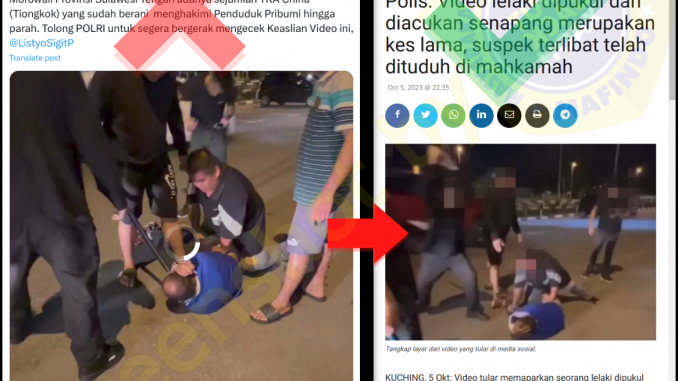 Morowali Provinsi Sulawesi Tengah adanya sejumlah TKA China
(Tiongkok) yang sudah berani menghakimi Penduduk Pribumi hingga
parah. Tolong POLRI untuk segera bergerak mengecek Keaslian Video ini,
@ListyoSigitP
Translate post
Polis: Video lelaki dipukul dan
diacukan senapang merupakan
kes lama, suspek terlibat telah
dituduh di mahkamah
Oct 5, 2023 @ 22:35
MAFINDO
Tangkap layar dari video yang tular di media sosial.
KUCHING, 5 Okt: Video tular memaparkan seorang lelaki dipukul